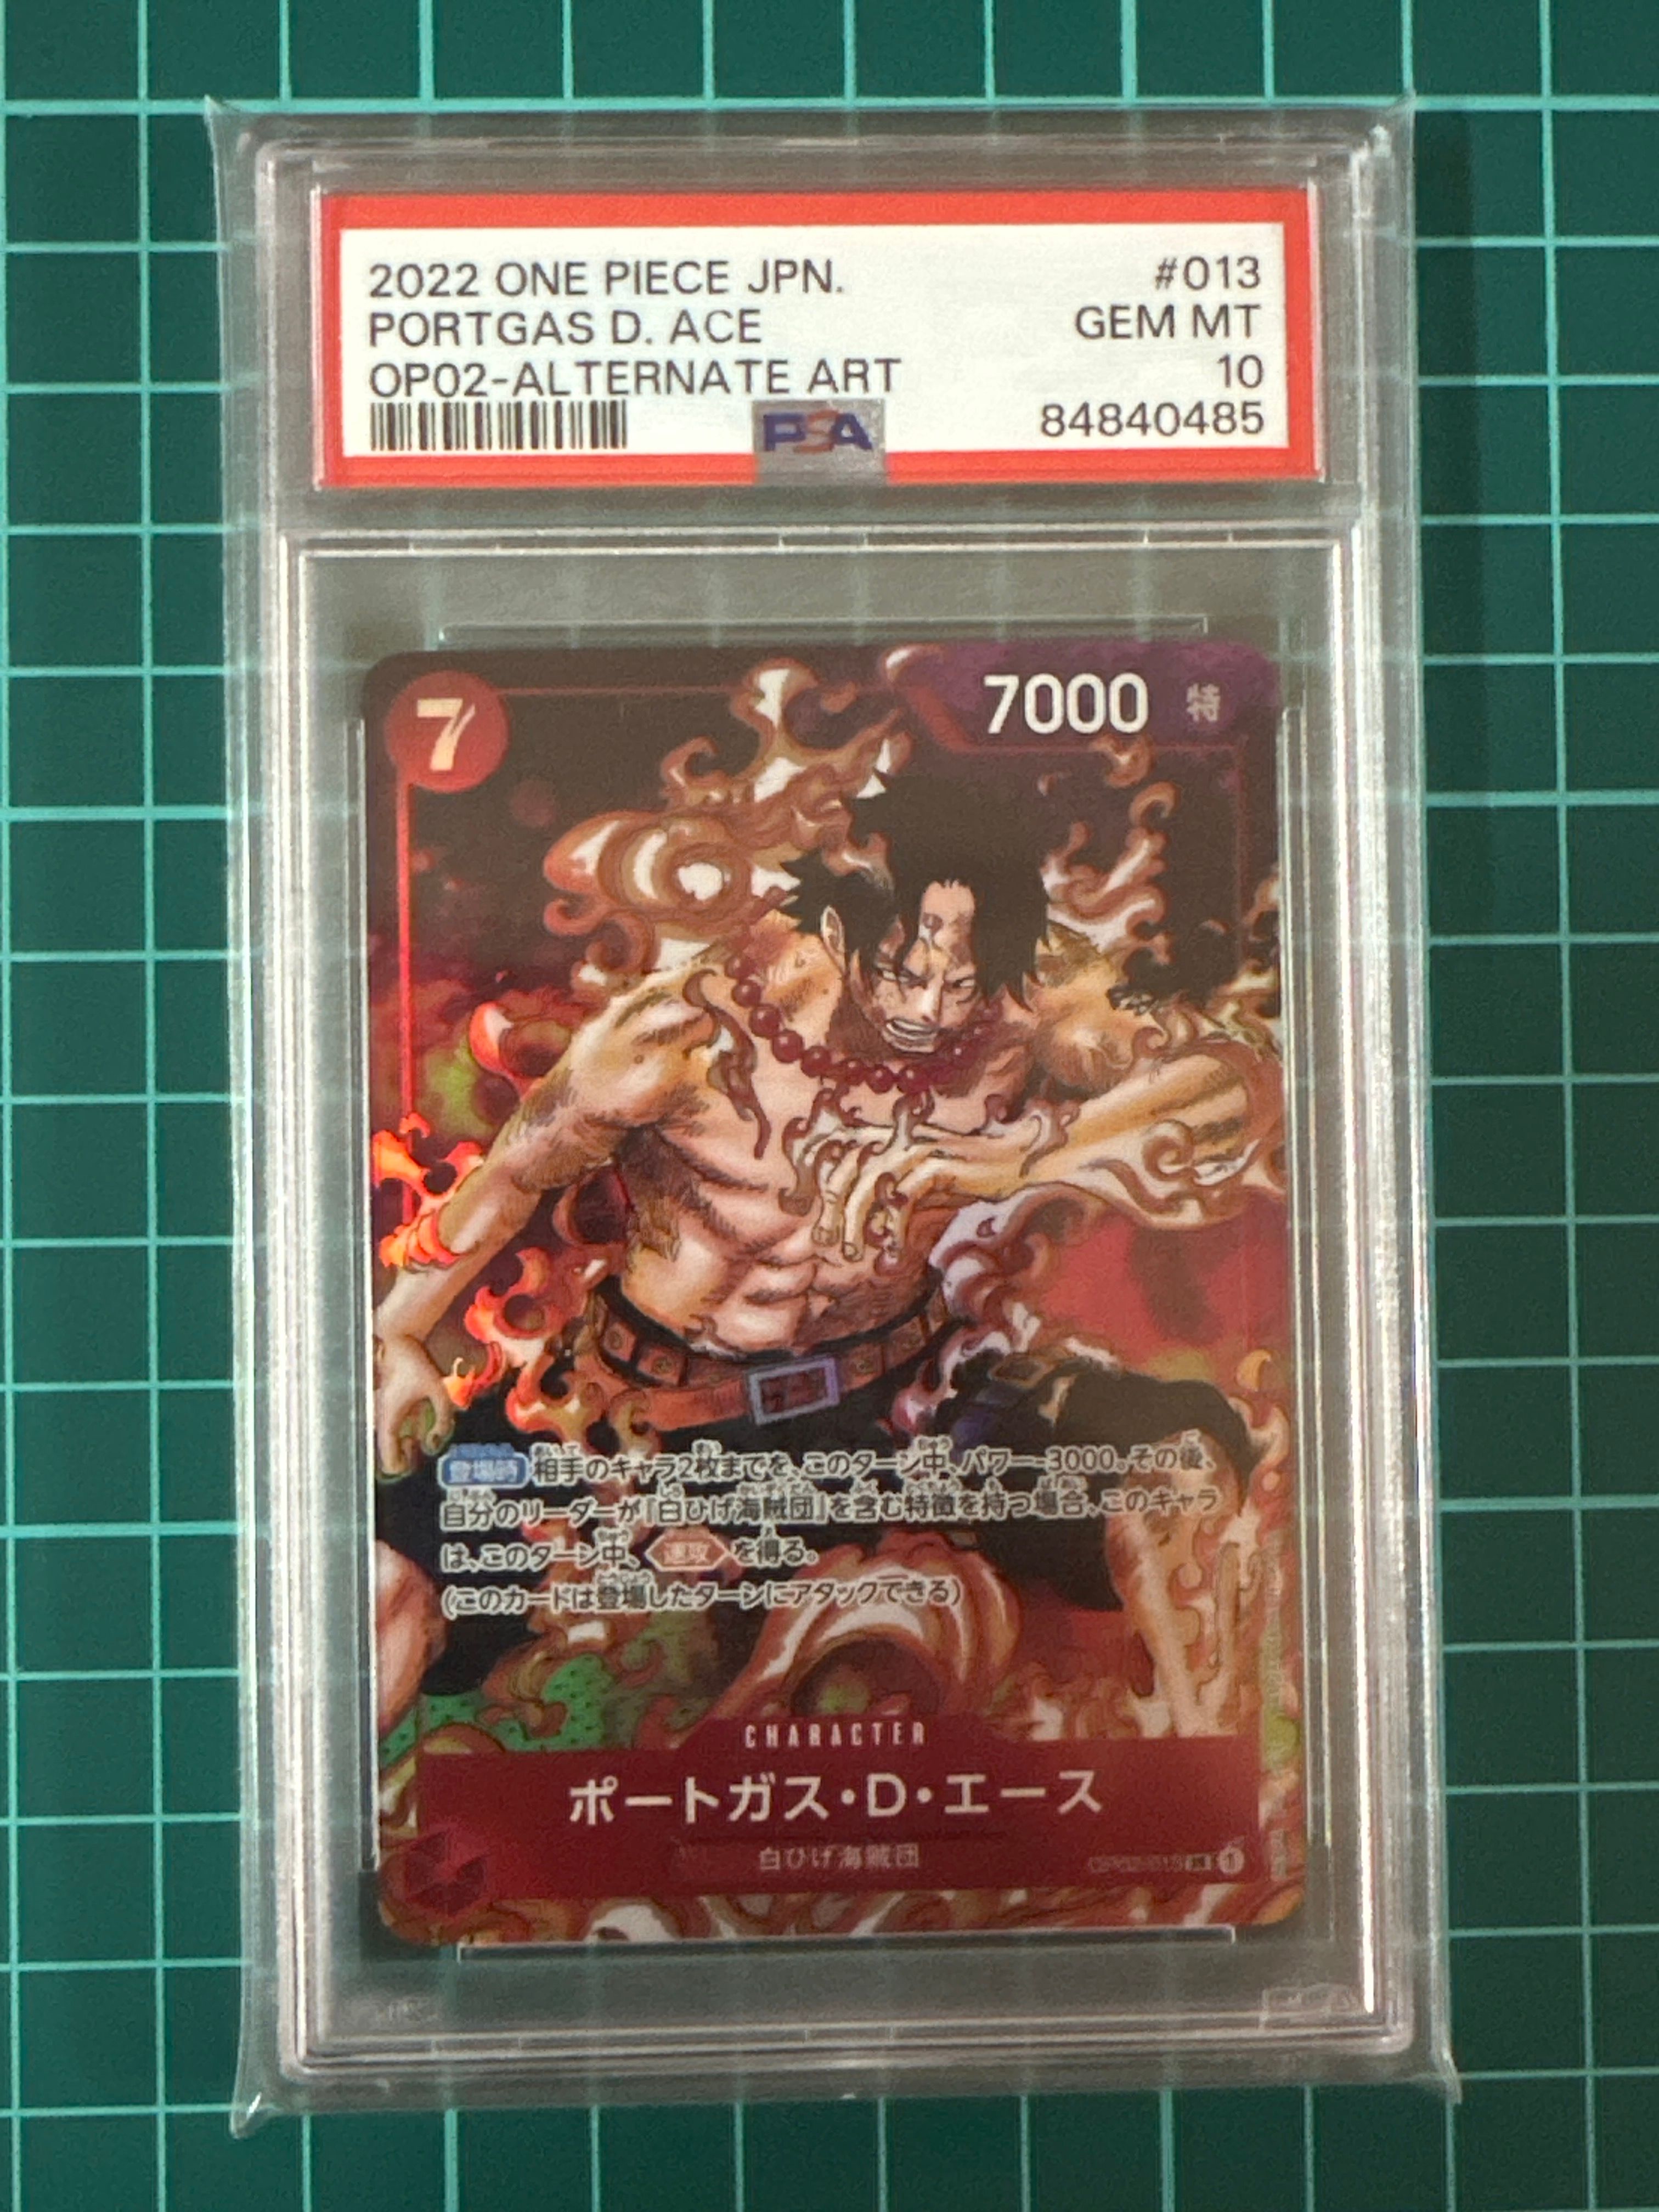 2022 ONE PIECE JPN. #013
PORTGAS D. ACE GEM MT
OP02-ALTERNATE ART 10
PSA 84840485
7
7000 特
登場時 相手のキャラ2枚までを、このターン中、パワー-3000。その後、
自分のリーダーが『白ひげ海賊団』を含む特徴を持つ場合、このキャラ
は、このターン中、速攻を得る。
(このカードは登場したターンにアタックできる)
CHARACTER
ポートガス・D・エース
白ひげ海賊団
1